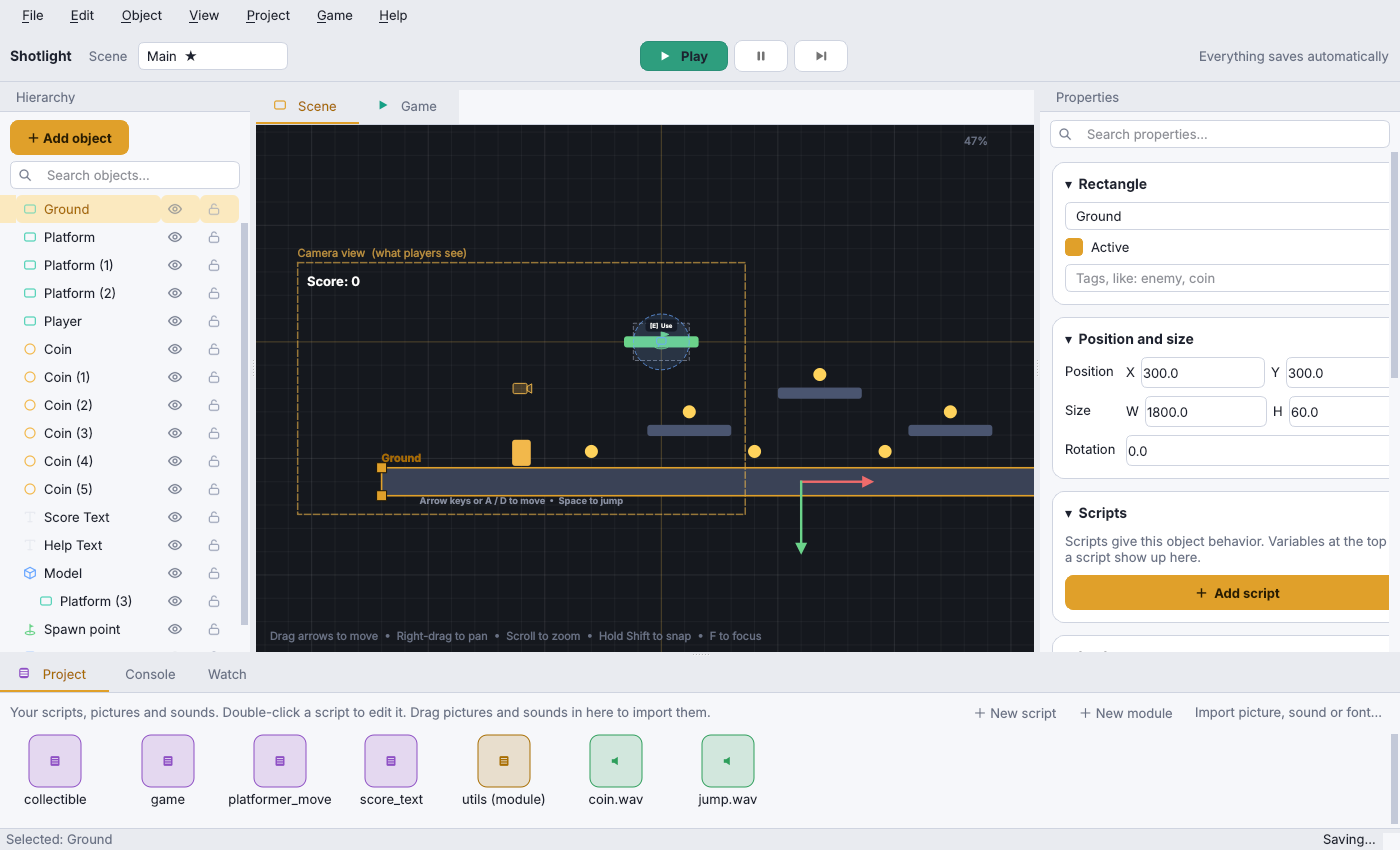 File Edit Object View Project Game Help
Shotlight Scene Main ★ Play Everything saves automatically
Hierarchy
+ Add object
Search objects...
Ground
Platform
Platform (1)
Platform (2)
Player
Coin
Coin (1)
Coin (2)
Coin (3)
Coin (4)
Coin (5)
Score Text
Help Text
Model
Platform (3)
Spawn point
Scene Game
47%
Camera view (what players see)
Score: 0
[E] Use
Ground
Arrow keys or A / D to move • Space to jump
Drag arrows to move • Right-drag to pan • Scroll to zoom • Hold Shift to snap • F to focus
Properties
Search properties...
▼ Rectangle
Ground
Active
Tags, like: enemy, coin
▼ Position and size
Position X 300.0 Y 300.0
Size W 1800.0 H 60.0
Rotation 0.0
▼ Scripts
Scripts give this object behavior. Variables at the top
a script show up here.
+ Add script
Project Console Watch
Your scripts, pictures and sounds. Double-click a script to edit it. Drag pictures and sounds in here to import them.
+ New script + New module Import picture, sound or font...
collectible game platformer_move score_text utils (module) coin.wav jump.wav
Selected: Ground Saving...